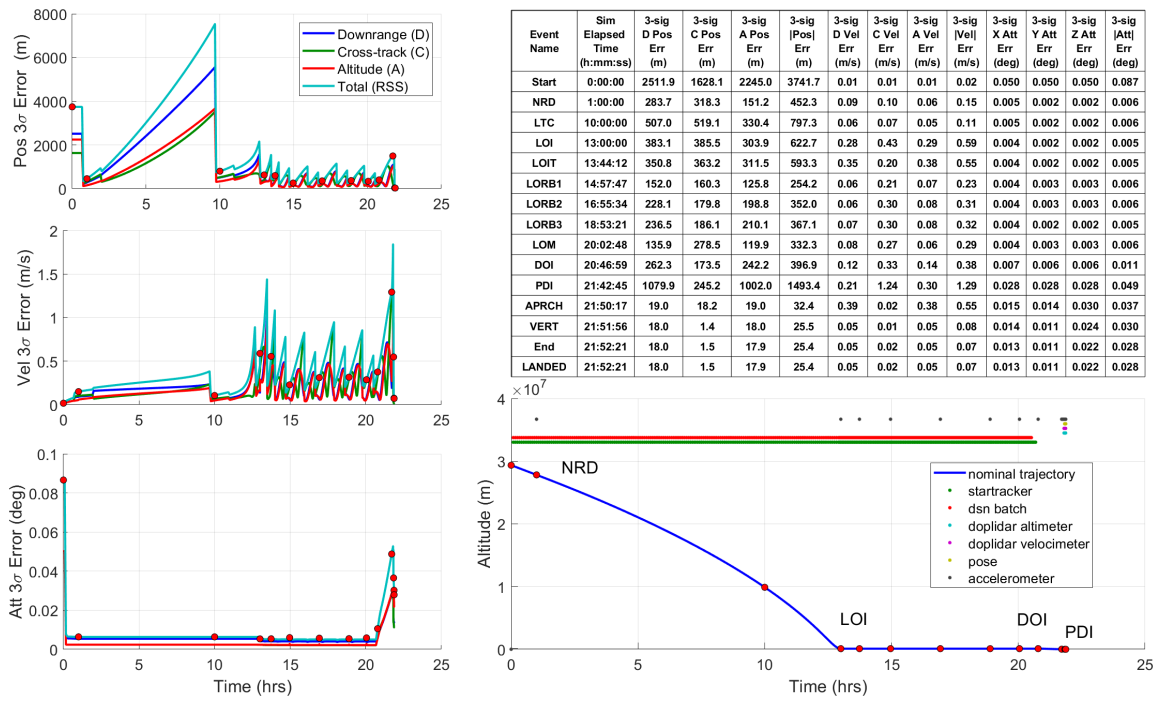 8000
6000
4000
2000
0
Pos 3σ Error (m)
Downrange (D)
Cross-track (C)
Altitude (A)
Total (RSS)
0 5 10 15 20 25
2
1.5
1
0.5
0
Vel 3σ Error (m/s)
0 5 10 15 20 25
0.1
0.08
0.06
0.04
0.02
0
Att 3σ Error (deg)
0 5 10 15 20 25
Time (hrs)
Event Name | Sim Elapsed Time (h:mm:ss) | 3-sig D Pos Err (m) | 3-sig C Pos Err (m) | 3-sig A Pos Err (m) | 3-sig |Pos| Err (m) | 3-sig D Vel Err (m/s) | 3-sig C Vel Err (m/s) | 3-sig A Vel Err (m/s) | 3-sig |Vel| Err (m/s) | 3-sig X Att Err (deg) | 3-sig Y Att Err (deg) | 3-sig Z Att Err (deg) | 3-sig |Att| Err (deg)
Start 0:00:00 2511.9 1628.1 2245.0 3741.7 0.01 0.01 0.01 0.02 0.050 0.050 0.050 0.087
NRD 1:00:00 283.7 318.3 151.2 452.3 0.09 0.10 0.06 0.15 0.005 0.002 0.002 0.006
LTC 10:00:00 507.0 519.1 330.4 797.3 0.06 0.07 0.05 0.11 0.005 0.002 0.002 0.006
LOI 13:00:00 383.1 385.5 303.9 622.7 0.28 0.43 0.29 0.59 0.004 0.002 0.002 0.005
LOIT 13:44:12 350.8 363.2 311.5 593.3 0.35 0.20 0.38 0.55 0.004 0.002 0.002 0.005
LORB1 14:57:47 152.0 160.3 125.8 254.2 0.06 0.21 0.07 0.23 0.004 0.003 0.003 0.006
LORB2 16:55:34 228.1 179.8 198.8 352.0 0.06 0.30 0.08 0.31 0.004 0.003 0.003 0.006
LORB3 18:53:21 236.5 186.1 210.1 367.1 0.07 0.30 0.08 0.32 0.004 0.002 0.002 0.005
LOM 20:02:48 135.9 278.5 119.9 332.3 0.08 0.27 0.06 0.29 0.004 0.003 0.003 0.006
DOI 20:46:59 262.3 173.5 242.2 396.9 0.12 0.33 0.14 0.38 0.007 0.006 0.006 0.011
PDI 21:42:45 1079.9 245.2 1002.0 1493.4 0.21 1.24 0.30 1.29 0.028 0.028 0.028 0.049
APRCH 21:50:17 19.0 18.2 19.0 32.4 0.39 0.02 0.38 0.55 0.015 0.014 0.030 0.037
VERT 21:51:56 18.0 1.4 18.0 25.5 0.05 0.01 0.05 0.08 0.014 0.011 0.024 0.030
End 21:52:21 18.0 1.5 17.9 25.4 0.05 0.02 0.05 0.07 0.013 0.011 0.022 0.028
LANDED 21:52:21 18.0 1.5 17.9 25.4 0.05 0.02 0.05 0.07 0.013 0.011 0.022 0.028
×10⁷
4
3
2
1
0
Altitude (m)
NRD
LOI
DOI
PDI
nominal trajectory
startracker
dsn batch
doplidar altimeter
doplidar velocimeter
pose
accelerometer
0 5 10 15 20 25
Time (hrs)